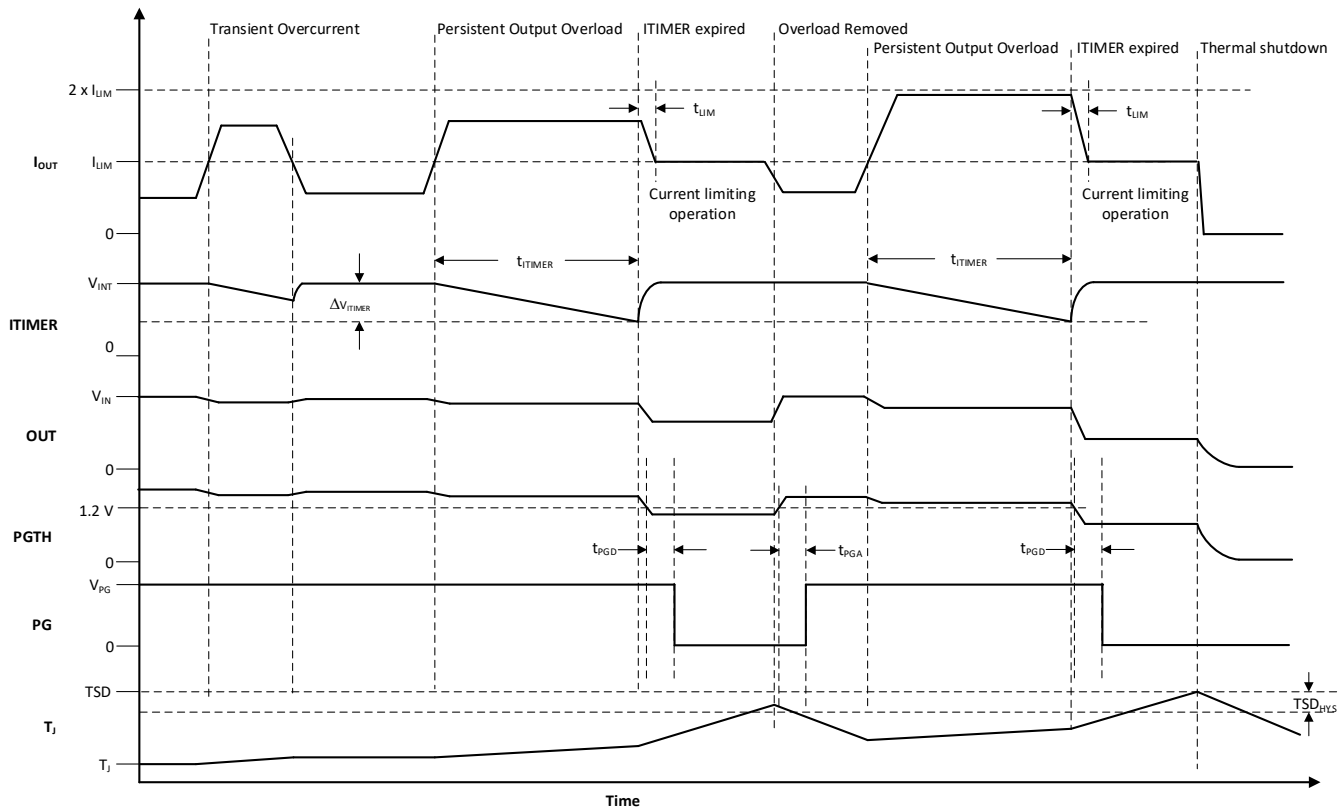 Transient Overcurrent
Persistent Output Overload
ITIMER expired
Overload Removed
Persistent Output Overload
ITIMER expired
Thermal shutdown
2 x ILIM
tLIM
tLIM
IOUT
ILIM
Current limiting
operation
Current limiting
operation
0
tITIMER
tITIMER
VINT
ΔVITIMER
ITIMER
0
VIN
OUT
0
1.2 V
PGTH
tPGD
tPGA
tPGD
0
VPG
PG
0
TSD
TSDHYS
TJ
TJ
Time